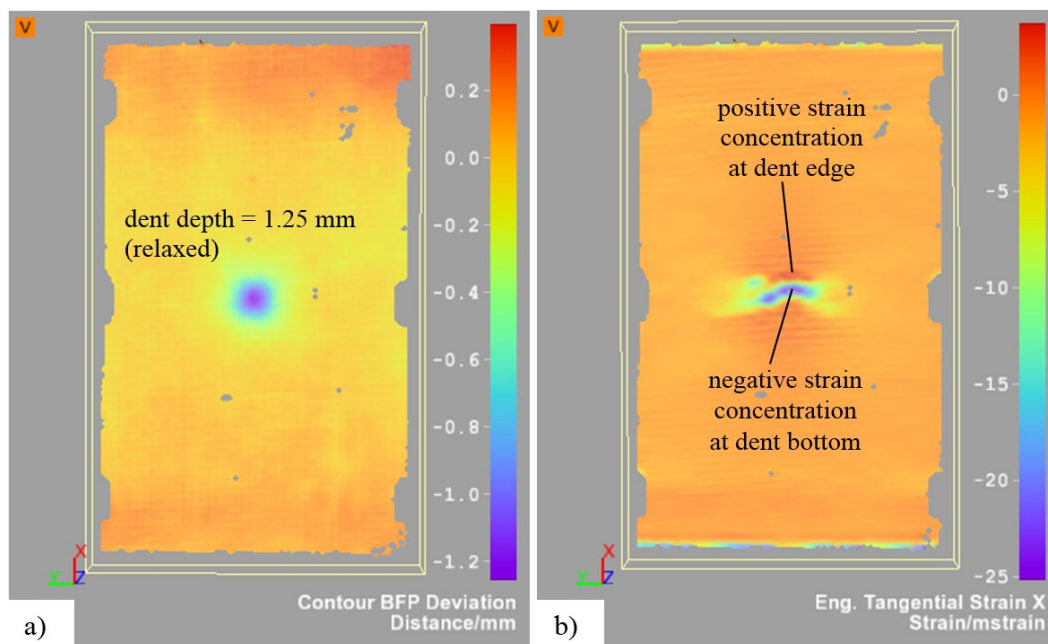 V
0.2
0.0
dent depth = 1.25 mm
(relaxed)
-0.2
-0.4
-0.6
-0.8
-1.0
-1.2
X
Y
Z
Contour BFP Deviation
Distance/mm
a)
V
0
positive strain
concentration
at dent edge
-5
-10
negative strain
concentration
at dent bottom
-15
-20
-25
X
Y
Z
Eng. Tangential Strain X
Strain/mstrain
b)